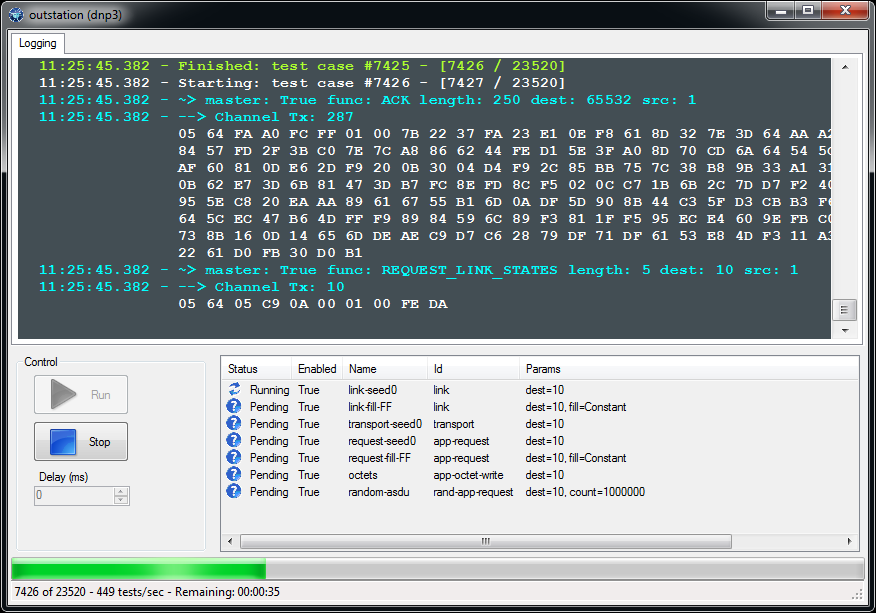 outstation (dnp3)
Logging
11:25:45.382 - Finished: test case #7425 - [7426 / 23520]
11:25:45.382 - Starting: test case #7426 - [7427 / 23520]
11:25:45.382 - ~> master: True func: ACK length: 250 dest: 65532 src: 1
11:25:45.382 - --> Channel Tx: 287
05 64 FA A0 FC FF 01 00 7B 22 37 FA 23 E1 0E F8 61 8D 32 7E 3D 64 AA A2
84 57 FD 2F 3B C0 7E 7C A8 86 62 44 FE D1 5E 3F A0 8D 70 CD 6A 64 54 5C
AF 60 81 0D E6 2D F9 20 0B 30 04 D4 F9 2C 85 BB 75 7C 38 B8 9B 33 A1 31
0B 62 E7 3D 6B 81 47 3D B7 FC 8E FD 8C F5 02 0C C7 1B 6B 2C 7D D7 F2 40
95 5E C8 20 EA AA 89 61 67 55 B1 6D 0A DF 5D 90 8B 44 C3 5F D3 CB B3 F6
64 5C EC 47 B6 4D FF F9 89 84 59 6C 89 F3 81 1F F5 95 EC E4 60 9E FB C0
73 8B 16 0D 14 65 6D DE AE C9 D7 C6 28 79 DF 71 DF 61 53 E8 4D F3 11 A3
22 61 D0 FB 30 D0 B1
11:25:45.382 - ~> master: True func: REQUEST_LINK_STATES length: 5 dest: 10 src: 1
11:25:45.382 - --> Channel Tx: 10
05 64 05 C9 0A 00 01 00 FE DA
Control
Run
Stop
Delay (ms)
0
Status Enabled Name Id Params
Running True link-seed0 link dest=10
Pending True link-fill-FF link dest=10, fill=Constant
Pending True transport-seed0 transport dest=10
Pending True request-seed0 app-request dest=10
Pending True request-fill-FF app-request dest=10, fill=Constant
Pending True octets app-octet-write dest=10
Pending True random-asdu rand-app-request dest=10, count=1000000
7426 of 23520 - 449 tests/sec - Remaining: 00:00:35